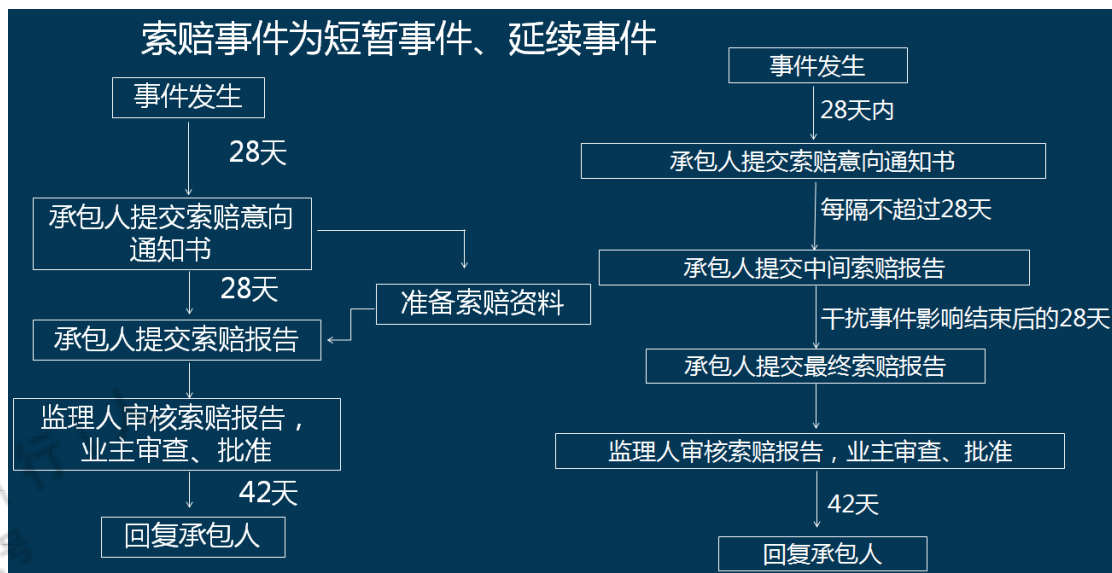 索赔事件为短暂事件、延续事件
事件发生
28天
承包人提交索赔意向
通知书
28天
准备索赔资料
承包人提交索赔报告
监理人审核索赔报告，
业主审查、批准
42天
回复承包人
事件发生
28天内
承包人提交索赔意向通知书
每隔不超过28天
承包人提交中间索赔报告
干扰事件影响结束后的28天
承包人提交最终索赔报告
监理人审核索赔报告，业主审查、批准
42天
回复承包人
行
号